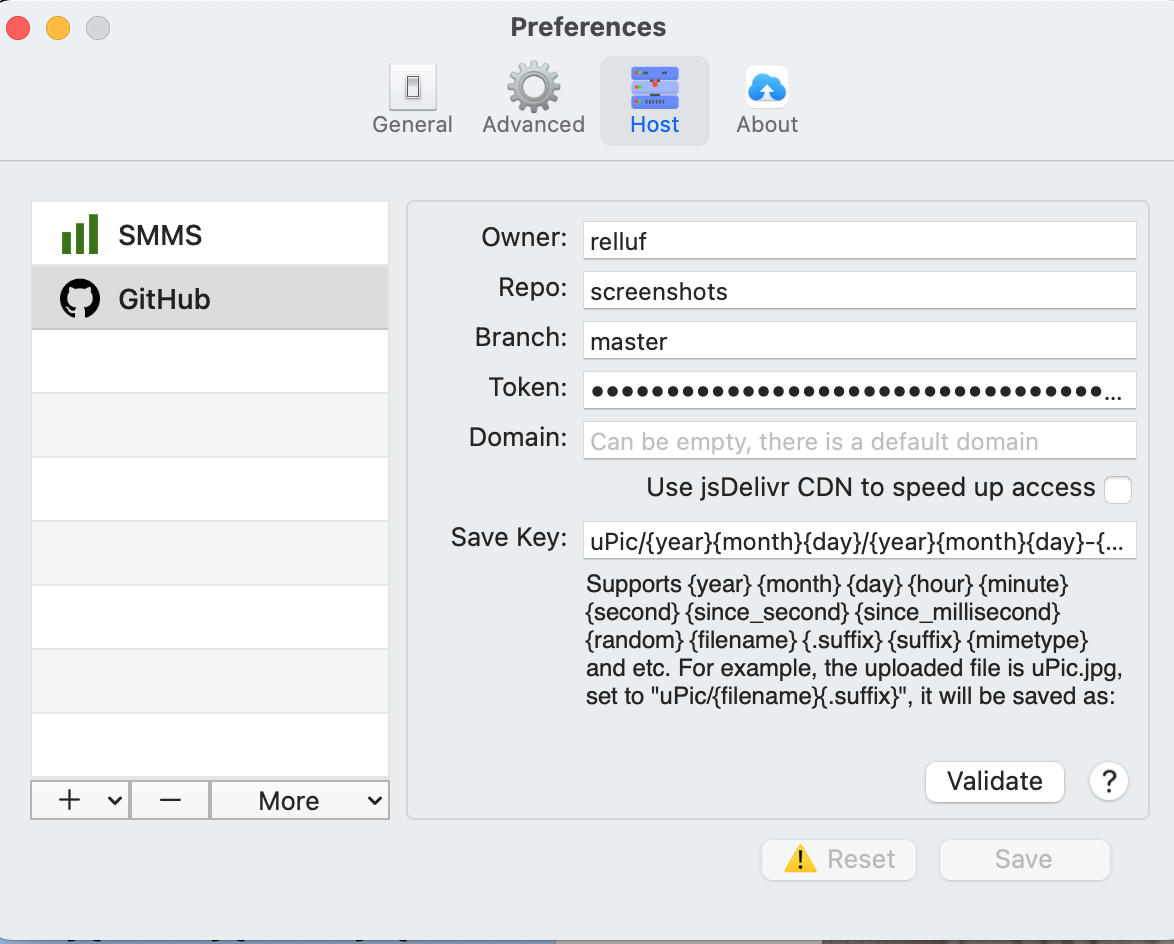 Preferences
General
Advanced
Host
About
SMMS
GitHub
Owner: relluf
Repo: screenshots
Branch: master
Token: ●●●●●●●●●●●●●●●●●●●●●●●●●●●●●●●●●●...
Domain: Can be empty, there is a default domain
Use jsDelivr CDN to speed up access
Save Key: uPic/{year}{month}{day}/{year}{month}{day}-{...
Supports {year} {month} {day} {hour} {minute}
{second} {since_second} {since_millisecond}
{random} {filename} {.suffix} {suffix} {mimetype}
and etc. For example, the uploaded file is uPic.jpg,
set to "uPic/{filename}{.suffix}", it will be saved as:
Validate
?
+
−
More
Reset
Save